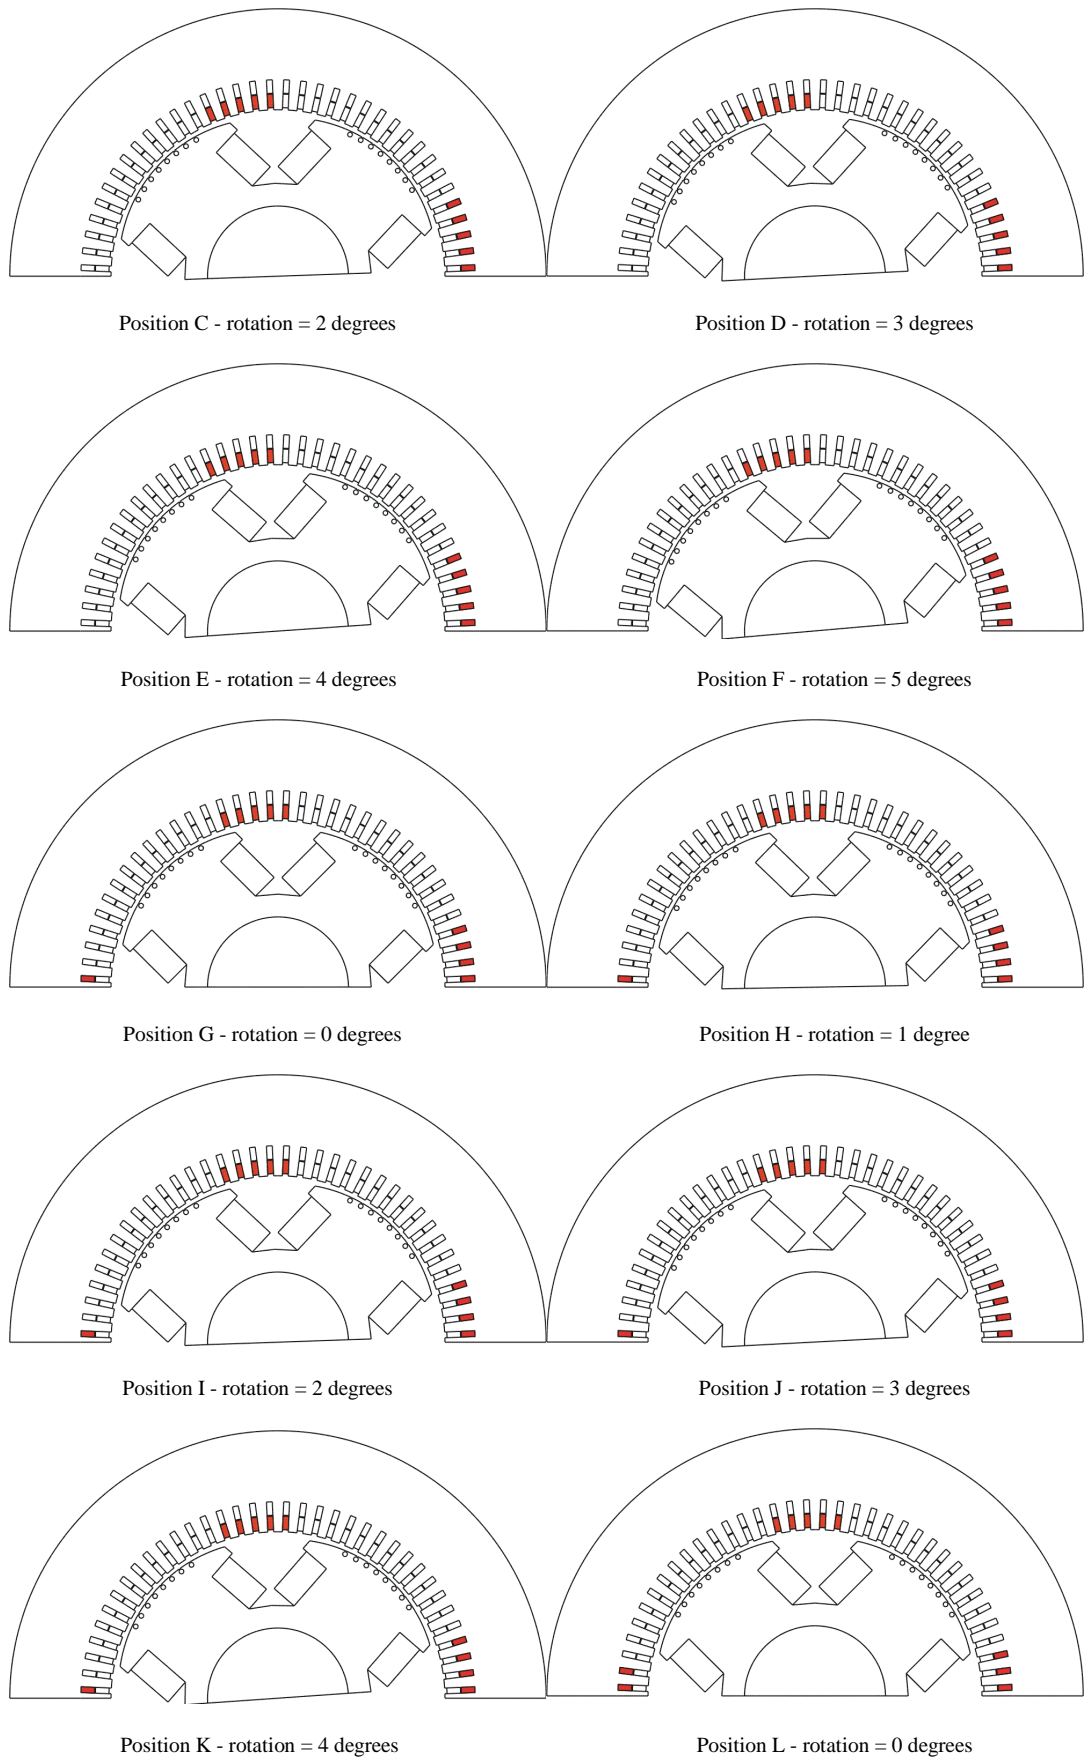 Position C - rotation = 2 degrees
Position D - rotation = 3 degrees
Position E - rotation = 4 degrees
Position F - rotation = 5 degrees
Position G - rotation = 0 degrees
Position H - rotation = 1 degree
Position I - rotation = 2 degrees
Position J - rotation = 3 degrees
Position K - rotation = 4 degrees
Position L - rotation = 0 degrees